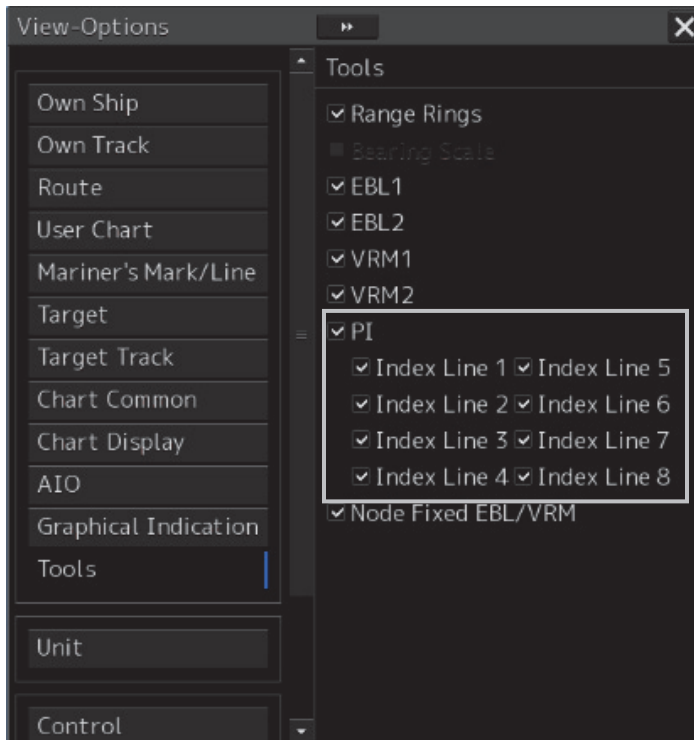 View-Options
Own Ship
Own Track
Route
User Chart
Mariner's Mark/Line
Target
Target Track
Chart Common
Chart Display
AIO
Graphical Indication
Tools
Unit
Control
Tools
Range Rings
Bearing Scale
EBL1
EBL2
VRM1
VRM2
PI
Index Line 1 Index Line 5
Index Line 2 Index Line 6
Index Line 3 Index Line 7
Index Line 4 Index Line 8
Node Fixed EBL/VRM